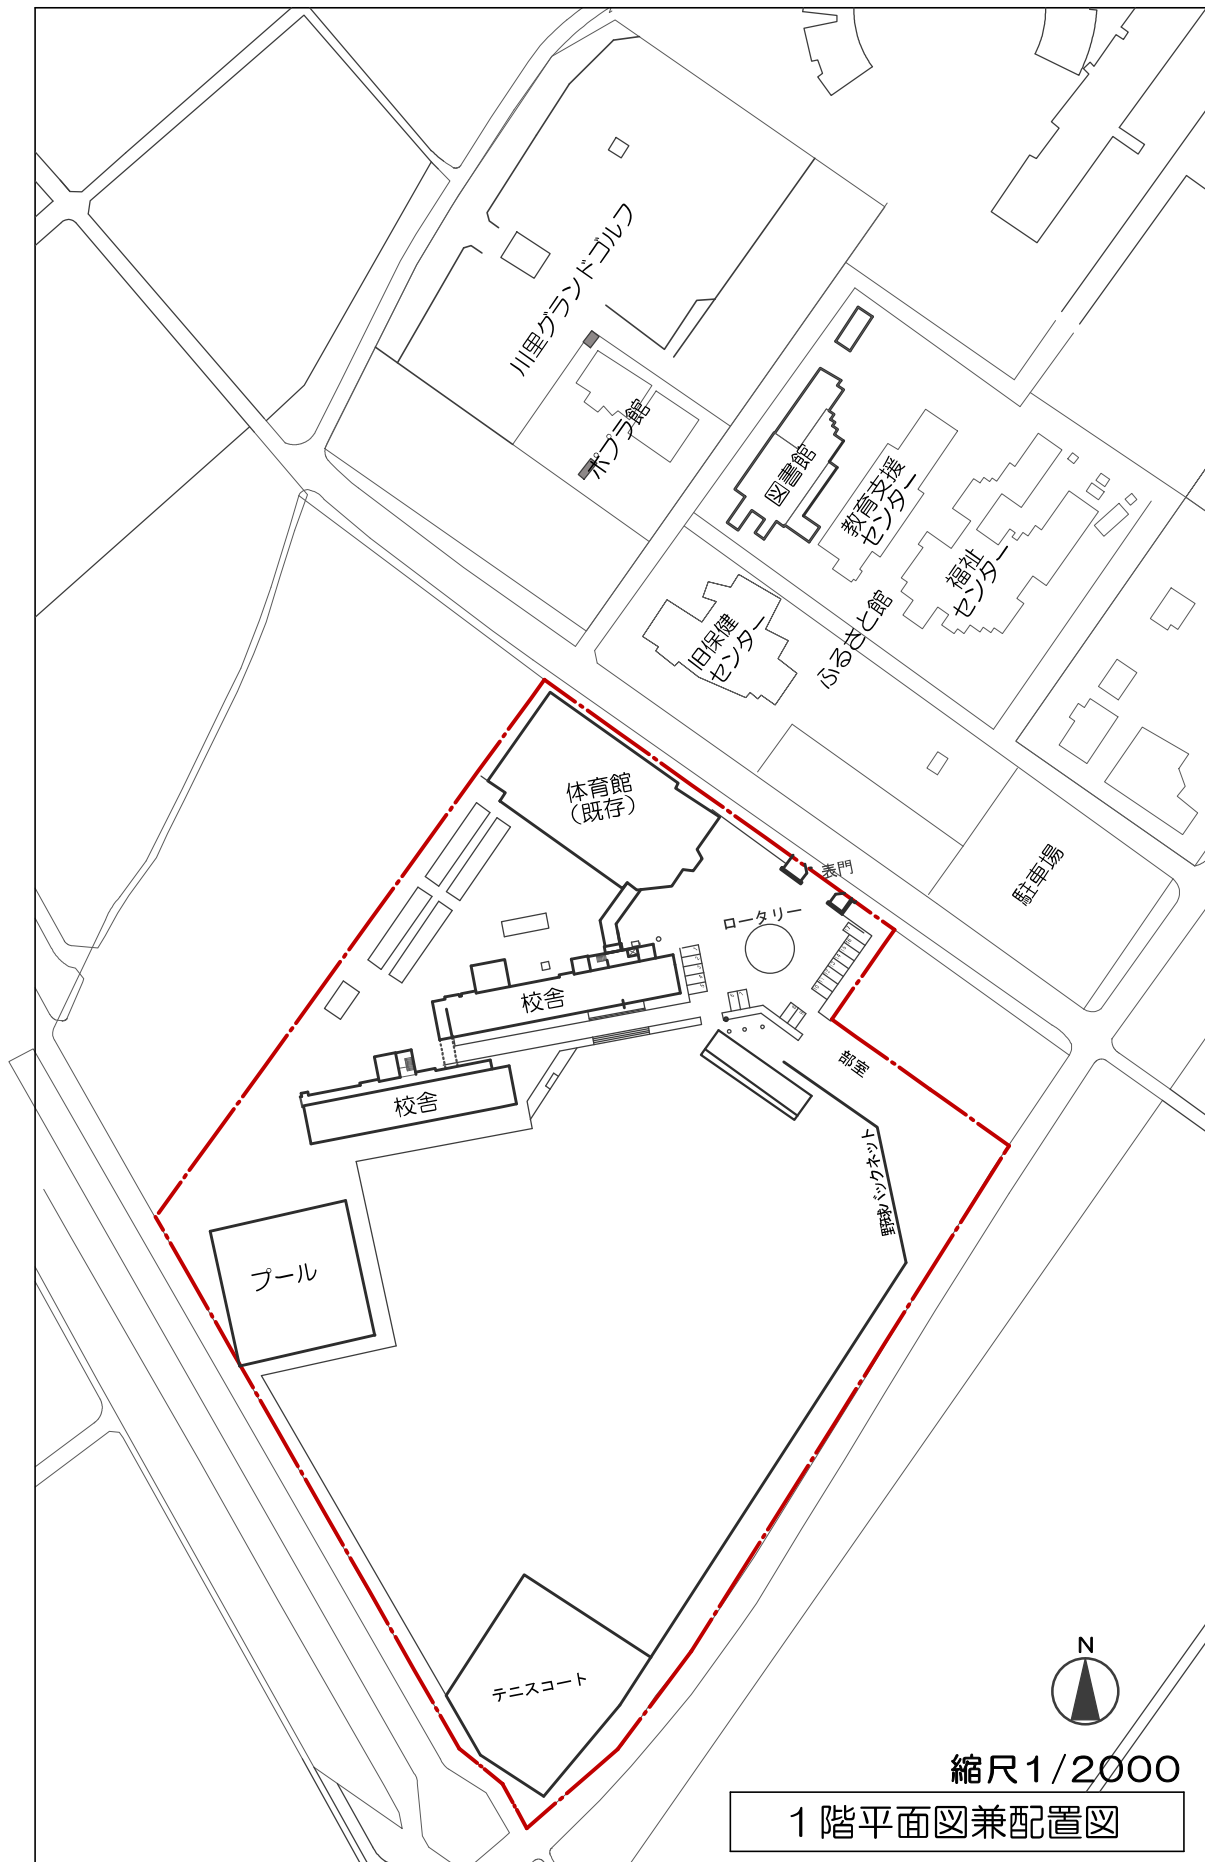 川里グランドゴルフ
ポプラ館
図書館
教育支援
センター
福祉
センター
旧保健
センター
ふるさと館
体育館
（既存）
表門
駐車場
ロータリー
校舎
部室
校舎
野球バックネット
プール
テニスコート
N
縮尺1/2000
1階平面図兼配置図